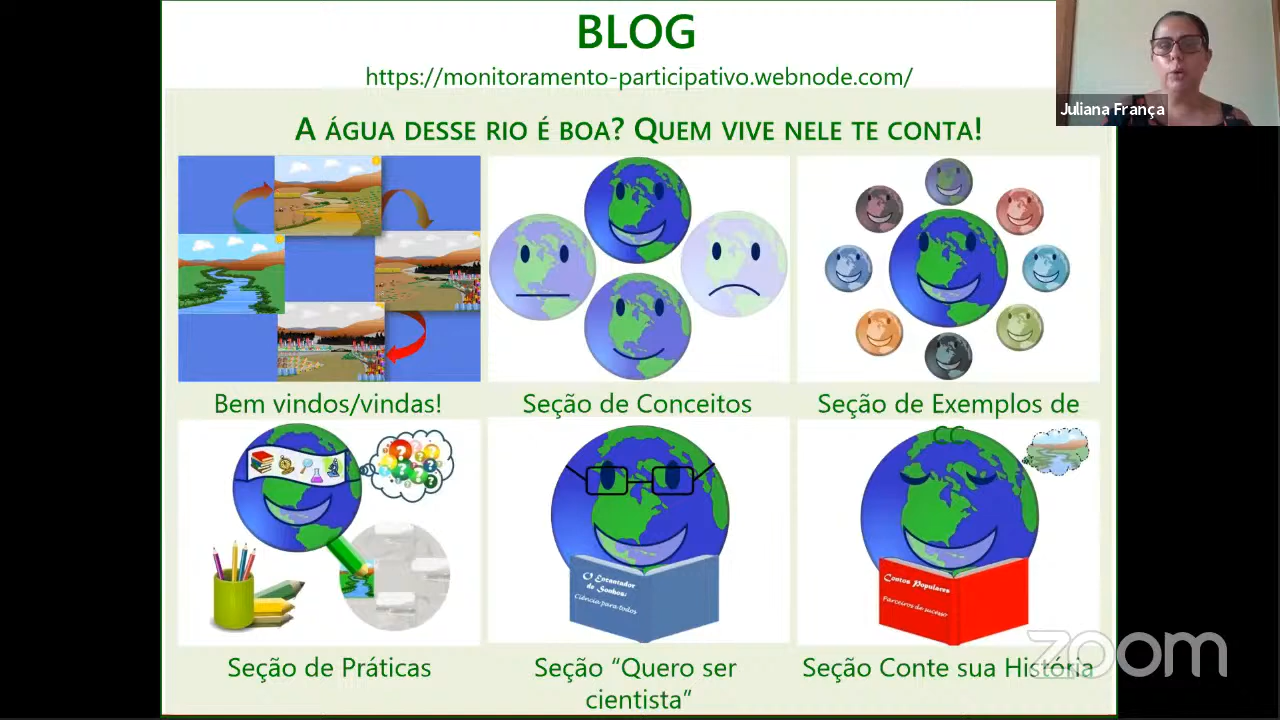 BLOG
https://monitoramento-participativo.webnode.com/
Juliana França
A ÁGUA DESSE RIO É BOA? QUEM VIVE NELE TE CONTA!
Bem vindos/vindas!
Seção de Conceitos
Seção de Exemplos de
O Encantador
de Sonhos:
Ciência para todos
Contos Populares
Parceiros do sucesso
Seção de Práticas
Seção “Quero ser
cientista”
Seção Conte sua História
zoom